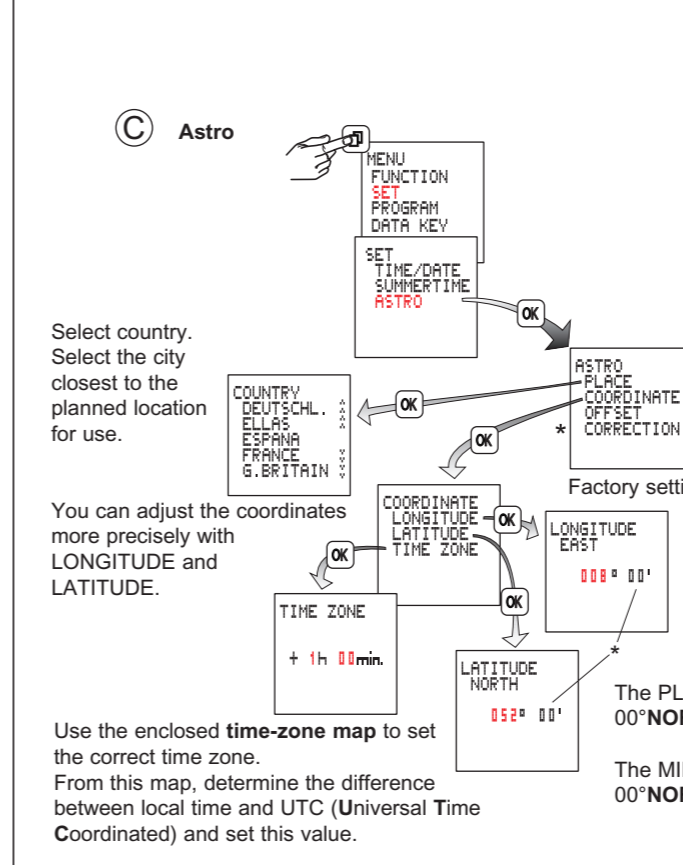 C Astro
MENU
FUNCTION
SET
PROGRAM
DATA KEY
SET
TIME/DATE
SUMMERTIME
ASTRO
OK
ASTRO
PLACE
COORDINATE
OFFSET
* CORRECTION
Select country.
Select the city
closest to the
planned location
for use.
OK
COUNTRY
DEUTSCHL.
ELLAS
ESPANA
FRANCE
G.BRITAIN
OK
Factory setti
You can adjust the coordinates
more precisely with
LONGITUDE and
LATITUDE.
COORDINATE
LONGITUDE
LATITUDE
TIME ZONE
OK
LONGITUDE
EAST
008° 00'
OK
TIME ZONE
+ 1h 00min.
OK
LATITUDE
NORTH
052° 00'
*
The PL
00°NO
The MI
00°NO
Use the enclosed time-zone map to set
the correct time zone.
From this map, determine the difference
between local time and UTC (Universal Time
Coordinated) and set this value.